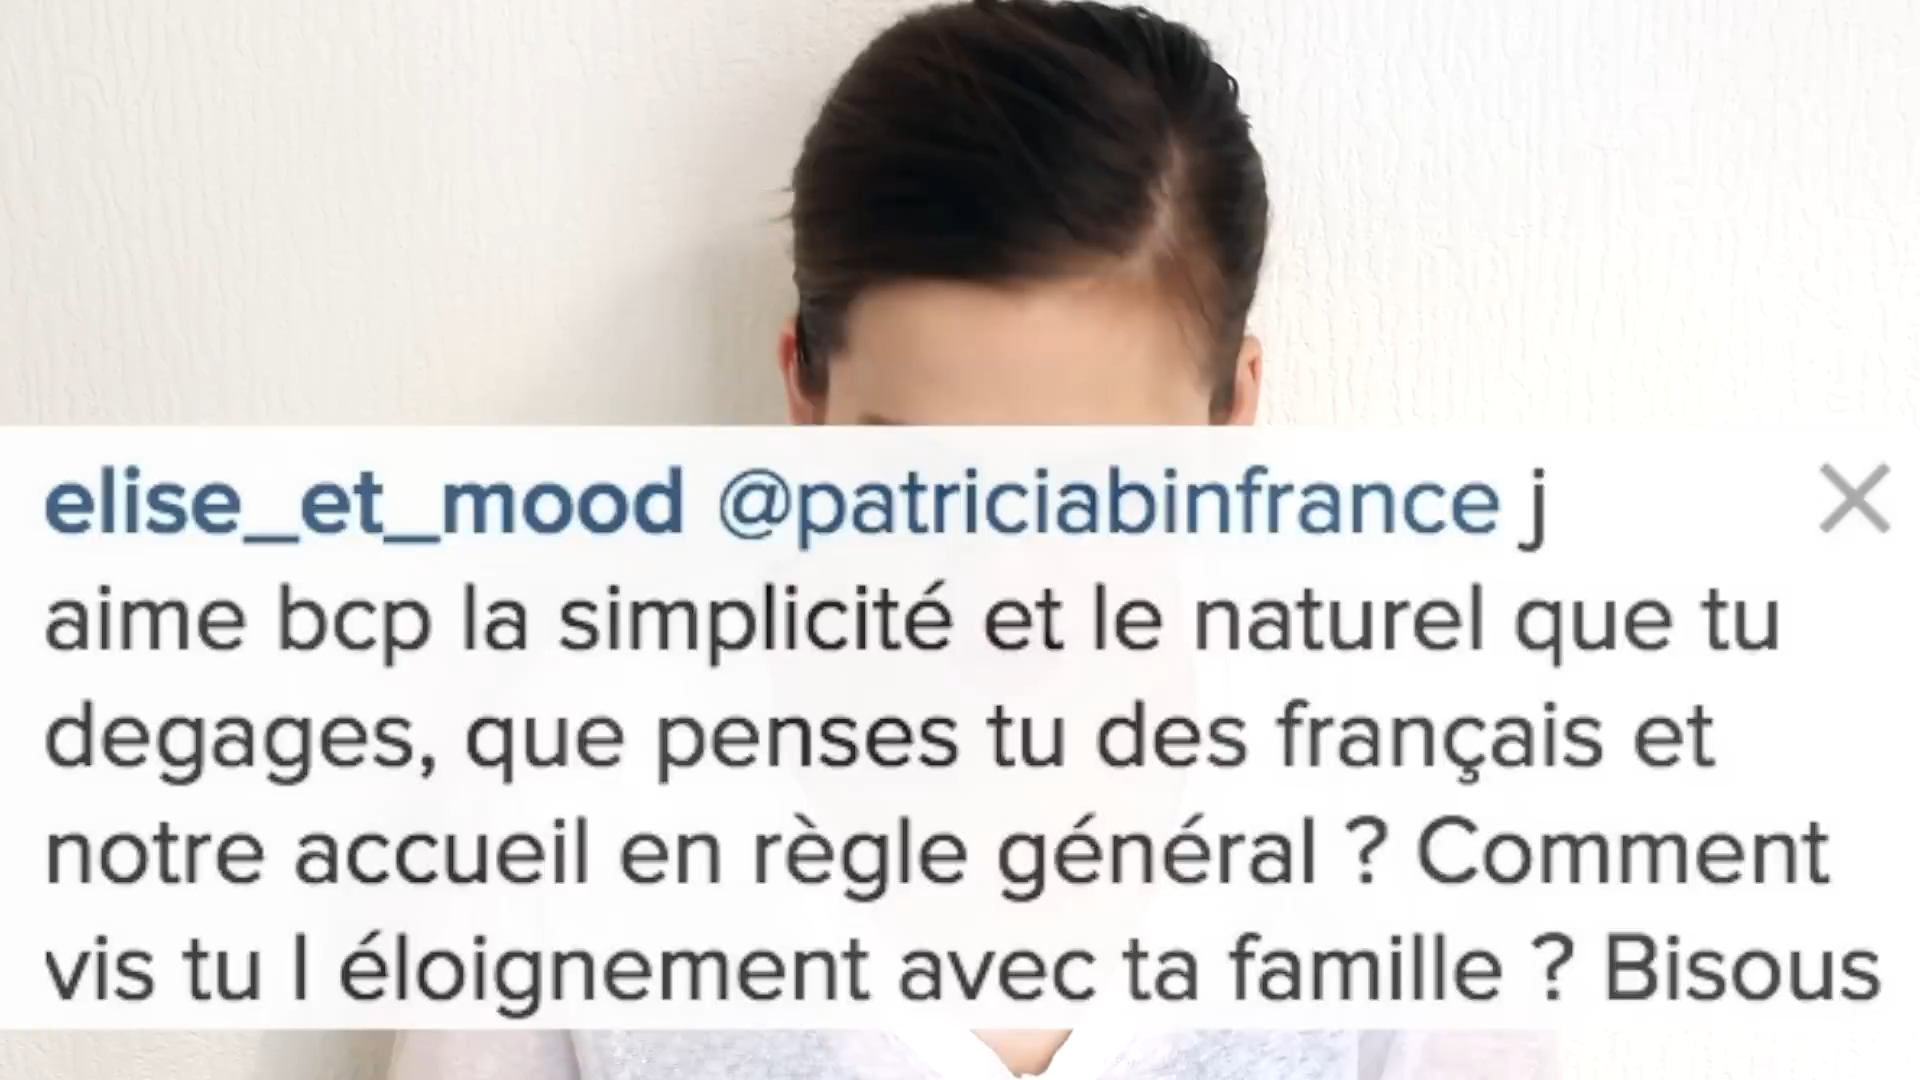 elise_et_mood @patriciabinfrance j
aime bcp la simplicité et le naturel que tu
degages, que penses tu des français et
notre accueil en règle général ? Comment
vis tu l éloignement avec ta famille ? Bisous